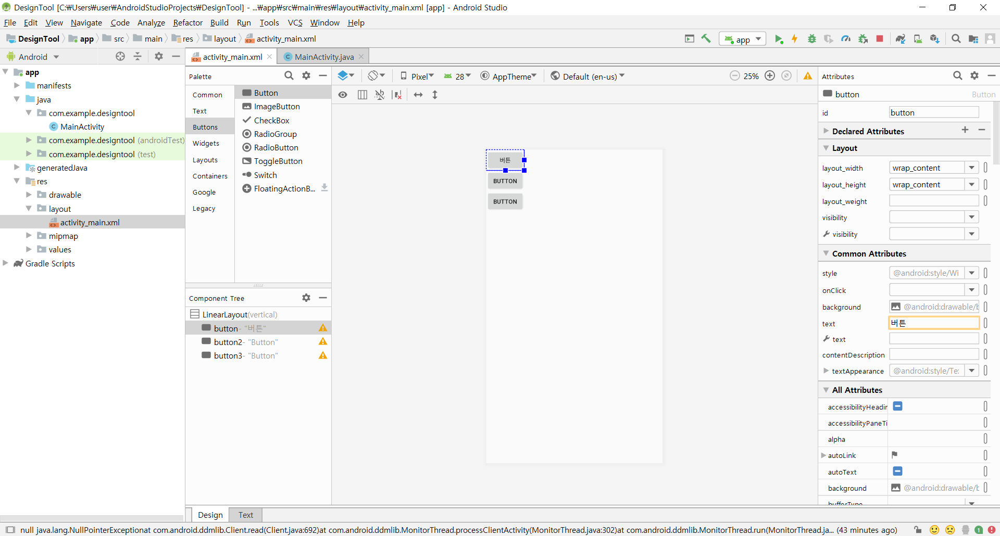 DesignTool [C:₩Users₩user₩AndroidStudioProjects₩DesignTool] - ...₩app₩src₩main₩res₩layout₩activity_main.xml [app] - Android Studio
File Edit View Navigate Code Analyze Refactor Build Run Tools VCS Window Help
DesignTool app src main res layout activity_main.xml
app
Android
activity_main.xml
MainActivity.java
app
manifests
java
com.example.designtool
MainActivity
com.example.designtool (androidTest)
com.example.designtool (test)
generatedJava
res
drawable
layout
activity_main.xml
mipmap
values
Gradle Scripts
Palette
Common
Text
Buttons
Widgets
Layouts
Containers
Google
Legacy
Button
ImageButton
CheckBox
RadioGroup
RadioButton
ToggleButton
Switch
FloatingActionB...
Component Tree
LinearLayout(vertical)
button- "버튼"
button2- "Button"
button3- "Button"
Pixel 28 AppTheme Default (en-us) 25%
버튼
BUTTON
BUTTON
Attributes
button Button
id button
Declared Attributes
Layout
layout_width wrap_content
layout_height wrap_content
layout_weight
visibility
visibility
Common Attributes
style @android:style/Wi
onClick
background @android:drawable/b
text 버튼
text
contentDescription
textAppearance @android:style/Te:
All Attributes
accessibilityHeadin
accessibilityPaneTi
alpha
autoLink
autoText
background @android:drawable/b
bufferType
Design Text
null java.lang.NullPointerExceptionat com.android.ddmlib.Client.read(Client.java:692)at com.android.ddmlib.MonitorThread.processClientActivity(MonitorThread.java:302)at com.android.ddmlib.MonitorThread.run(MonitorThread.ja... (43 minutes ago)
1